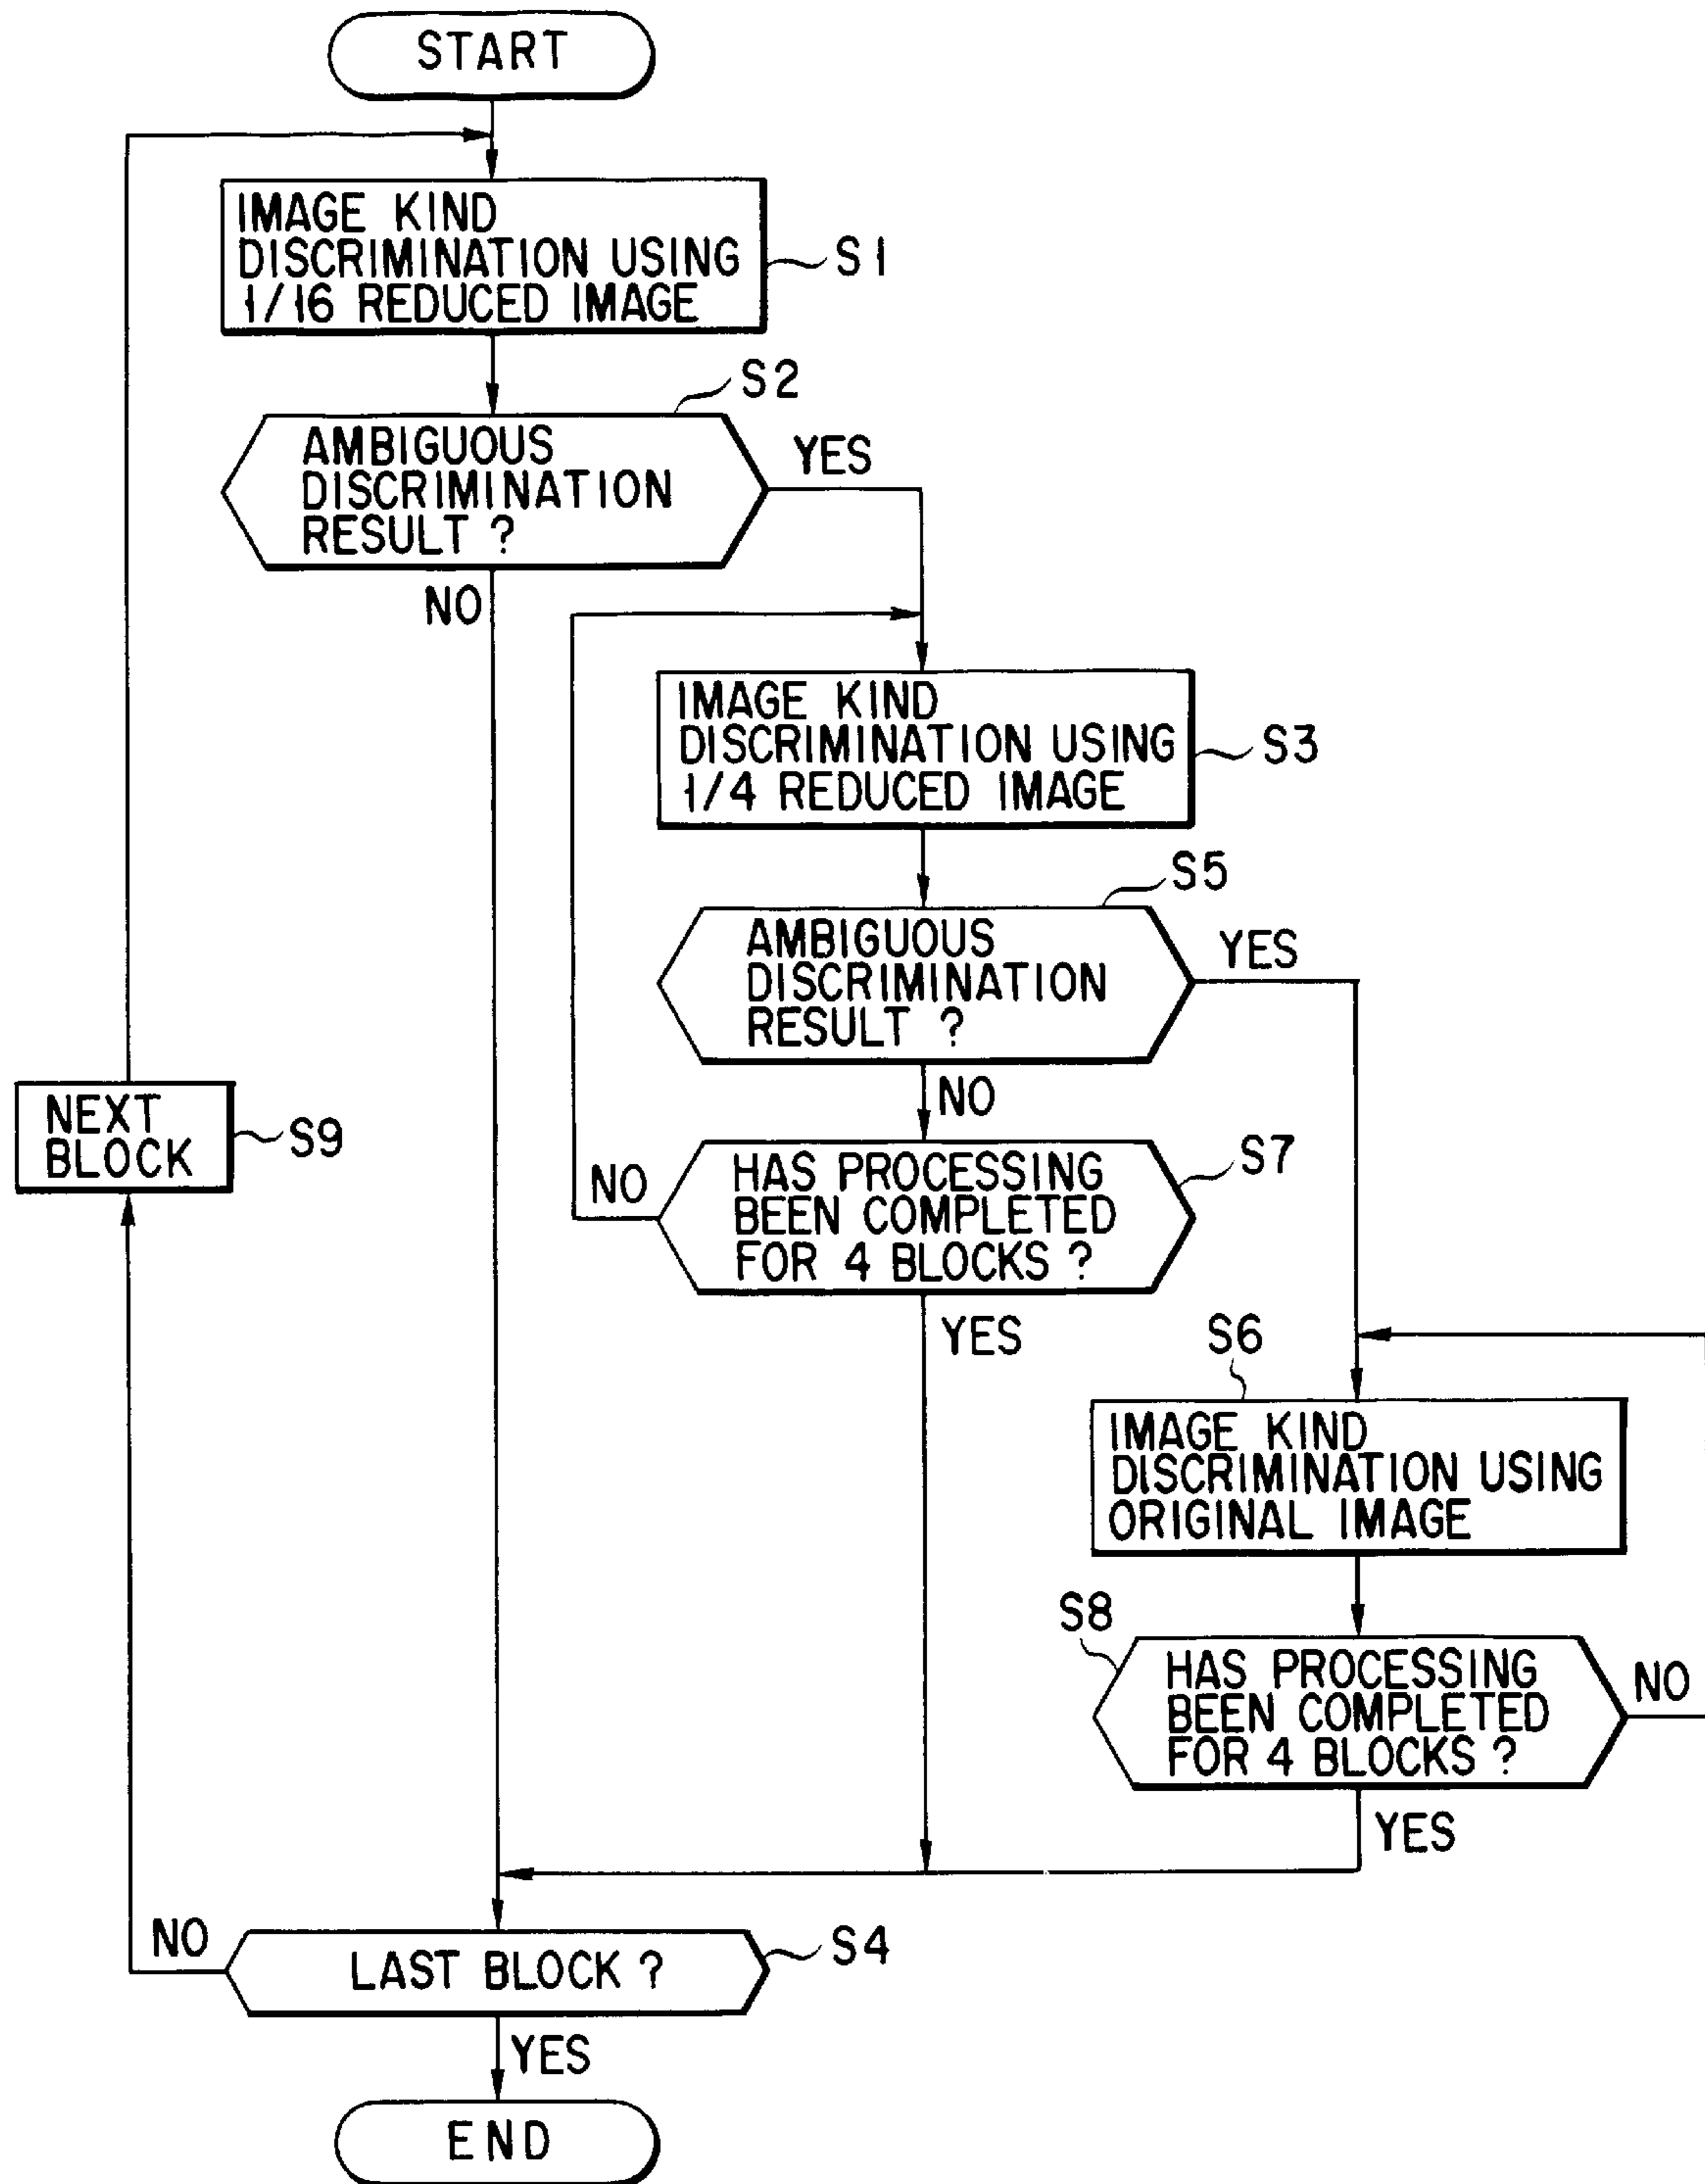 START
IMAGE KIND
DISCRIMINATION USING
1/16 REDUCED IMAGE
S1
S2
AMBIGUOUS
DISCRIMINATION
RESULT ?
YES
NO
IMAGE KIND
DISCRIMINATION USING
1/4 REDUCED IMAGE
S3
S5
AMBIGUOUS
DISCRIMINATION
RESULT ?
YES
NO
NEXT
BLOCK
S9
S7
HAS PROCESSING
BEEN COMPLETED
FOR 4 BLOCKS ?
NO
YES
S6
IMAGE KIND
DISCRIMINATION USING
ORIGINAL IMAGE
S8
HAS PROCESSING
BEEN COMPLETED
FOR 4 BLOCKS ?
NO
YES
NO
LAST BLOCK ?
S4
YES
END